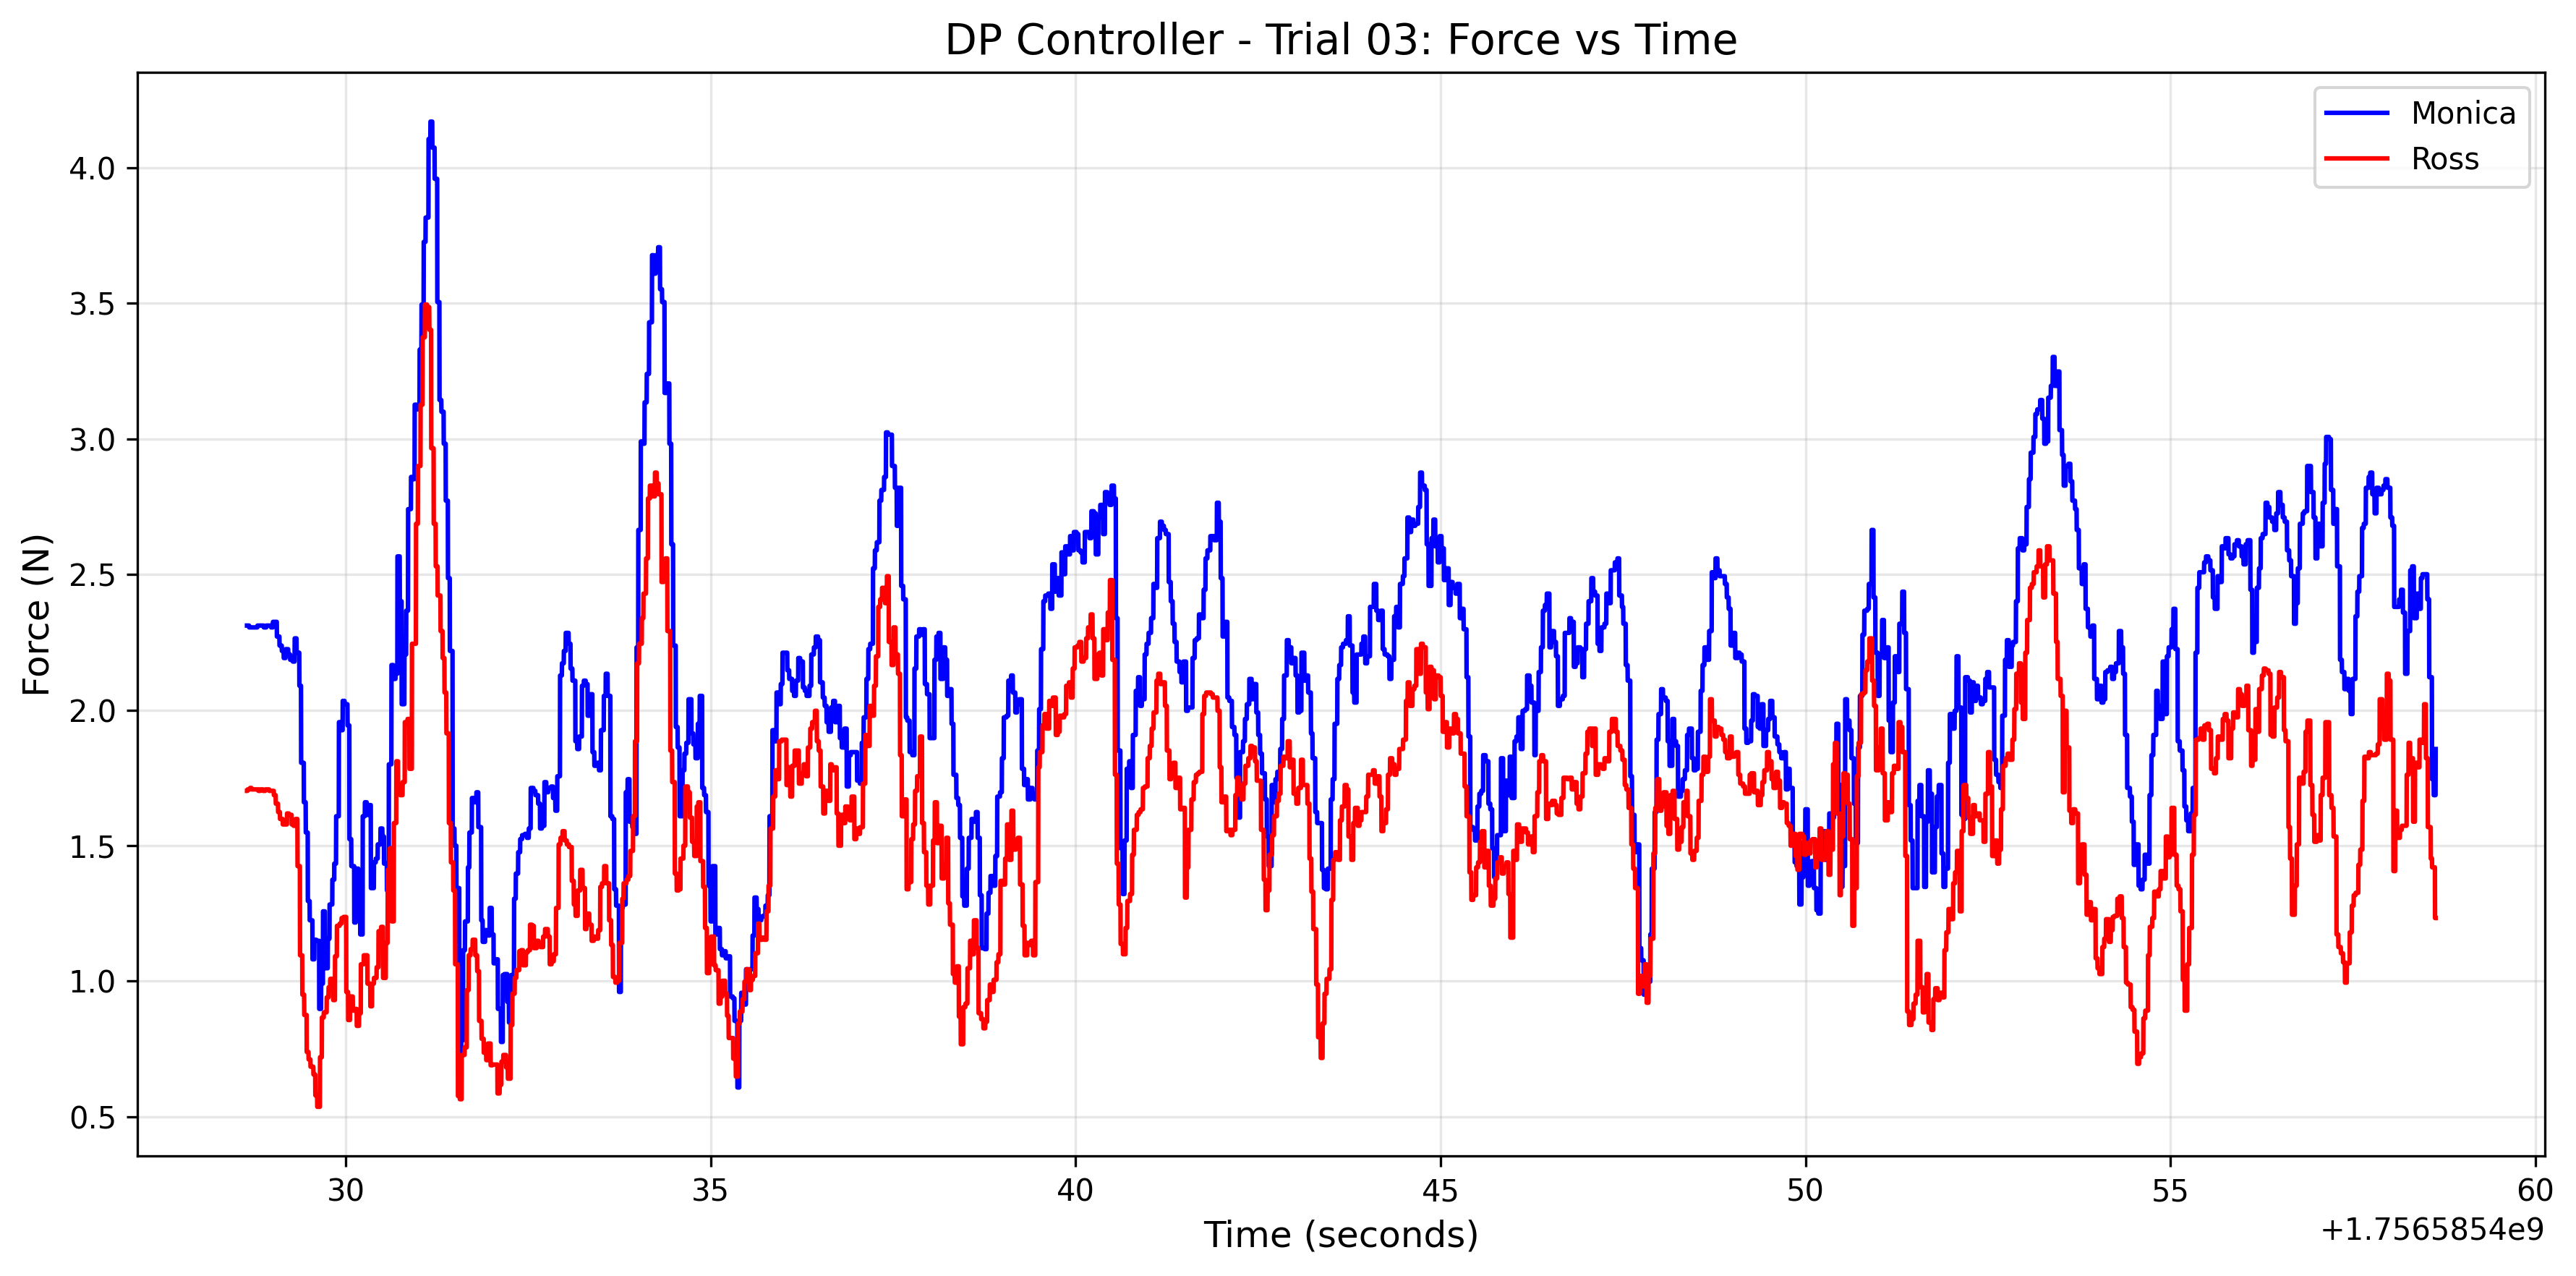 DP Controller - Trial 03: Force vs Time
Monica
Ross
Force (N)
4.0
3.5
3.0
2.5
2.0
1.5
1.0
0.5
30 35 40 45 50 55 60
Time (seconds)
+1.7565854e9